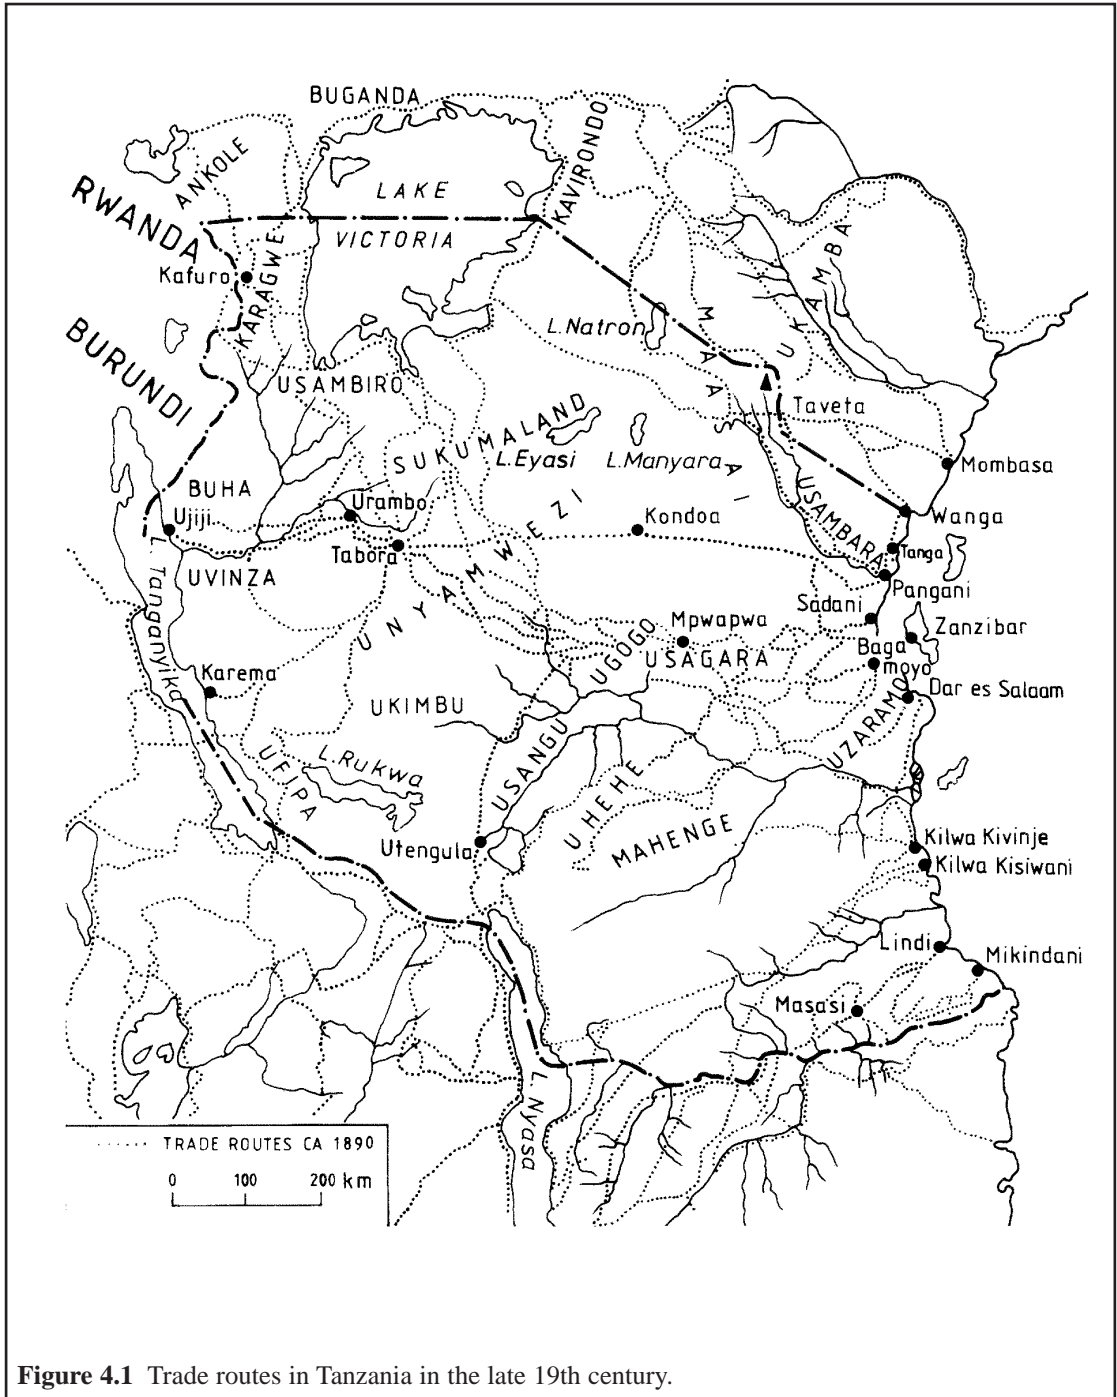 BUGANDA
KAVIRONDO
ANKOLE
LAKE
VICTORIA
RWANDA
Kafuro
KARAGWE
UKAMBA
L.Natron
MAASAI
BURUNDI
USAMBIRO
Taveta
SUKUMALAND
L.Eyasi
L.Manyara
Mombasa
BUHA
Urambo
Ujiji
Kondoa
USAMBARA
Wanga
Tabora
Tanga
UVINZA
Pangani
L. Tanganyika
UNYAMWEZI
Sadani
Mpwapwa
Zanzibar
UGOGO
USAGARA
Baga
moyo
Karema
Dar es Salaam
UKIMBU
UZARAMO
USANGU
L.Rukwa
UFIPA
UHEHE
MAHENGE
Utengula
Kilwa Kivinje
Kilwa Kisiwani
Lindi
Mikindani
Masasi
L. Nyasa
TRADE ROUTES CA 1890
0 100 200 km
Figure 4.1 Trade routes in Tanzania in the late 19th century.